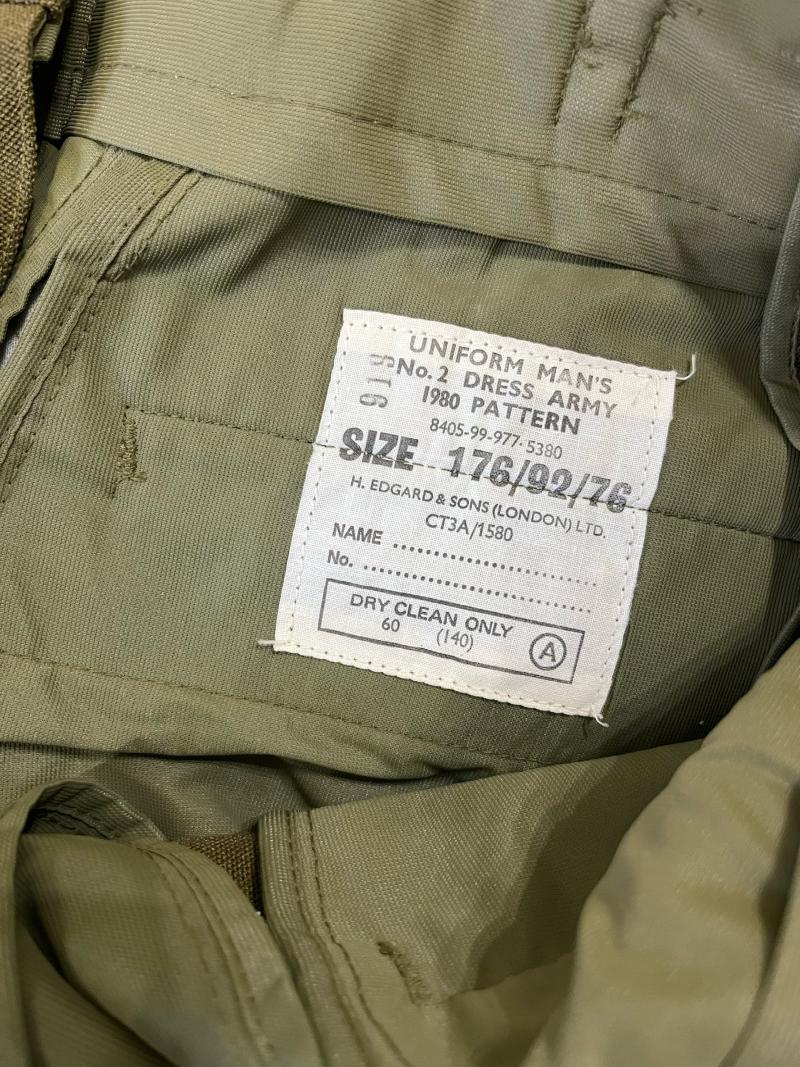 UNIFORM MAN'S
No. 2 DRESS ARMY
1980 PATTERN
919
8405-99-977-5380
SIZE 176/92/76
H. EDGARD & SONS (LONDON) LTD.
CT3A/1580
NAME ........................
No. ............................
DRY CLEAN ONLY
60 (140) A